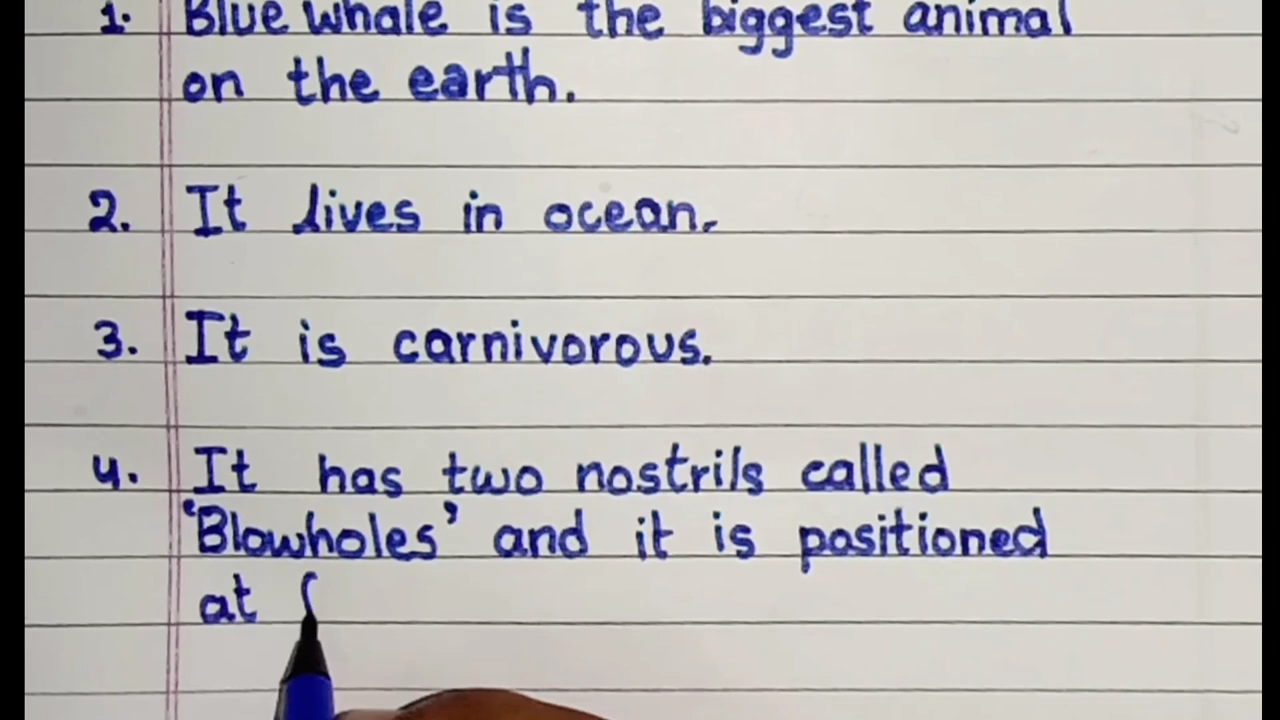 1. Blue whale is the biggest animal
on the earth.
2. It lives in ocean.
3. It is carnivorous.
4. It has two nostrils called
'Blowholes' and it is positioned
at